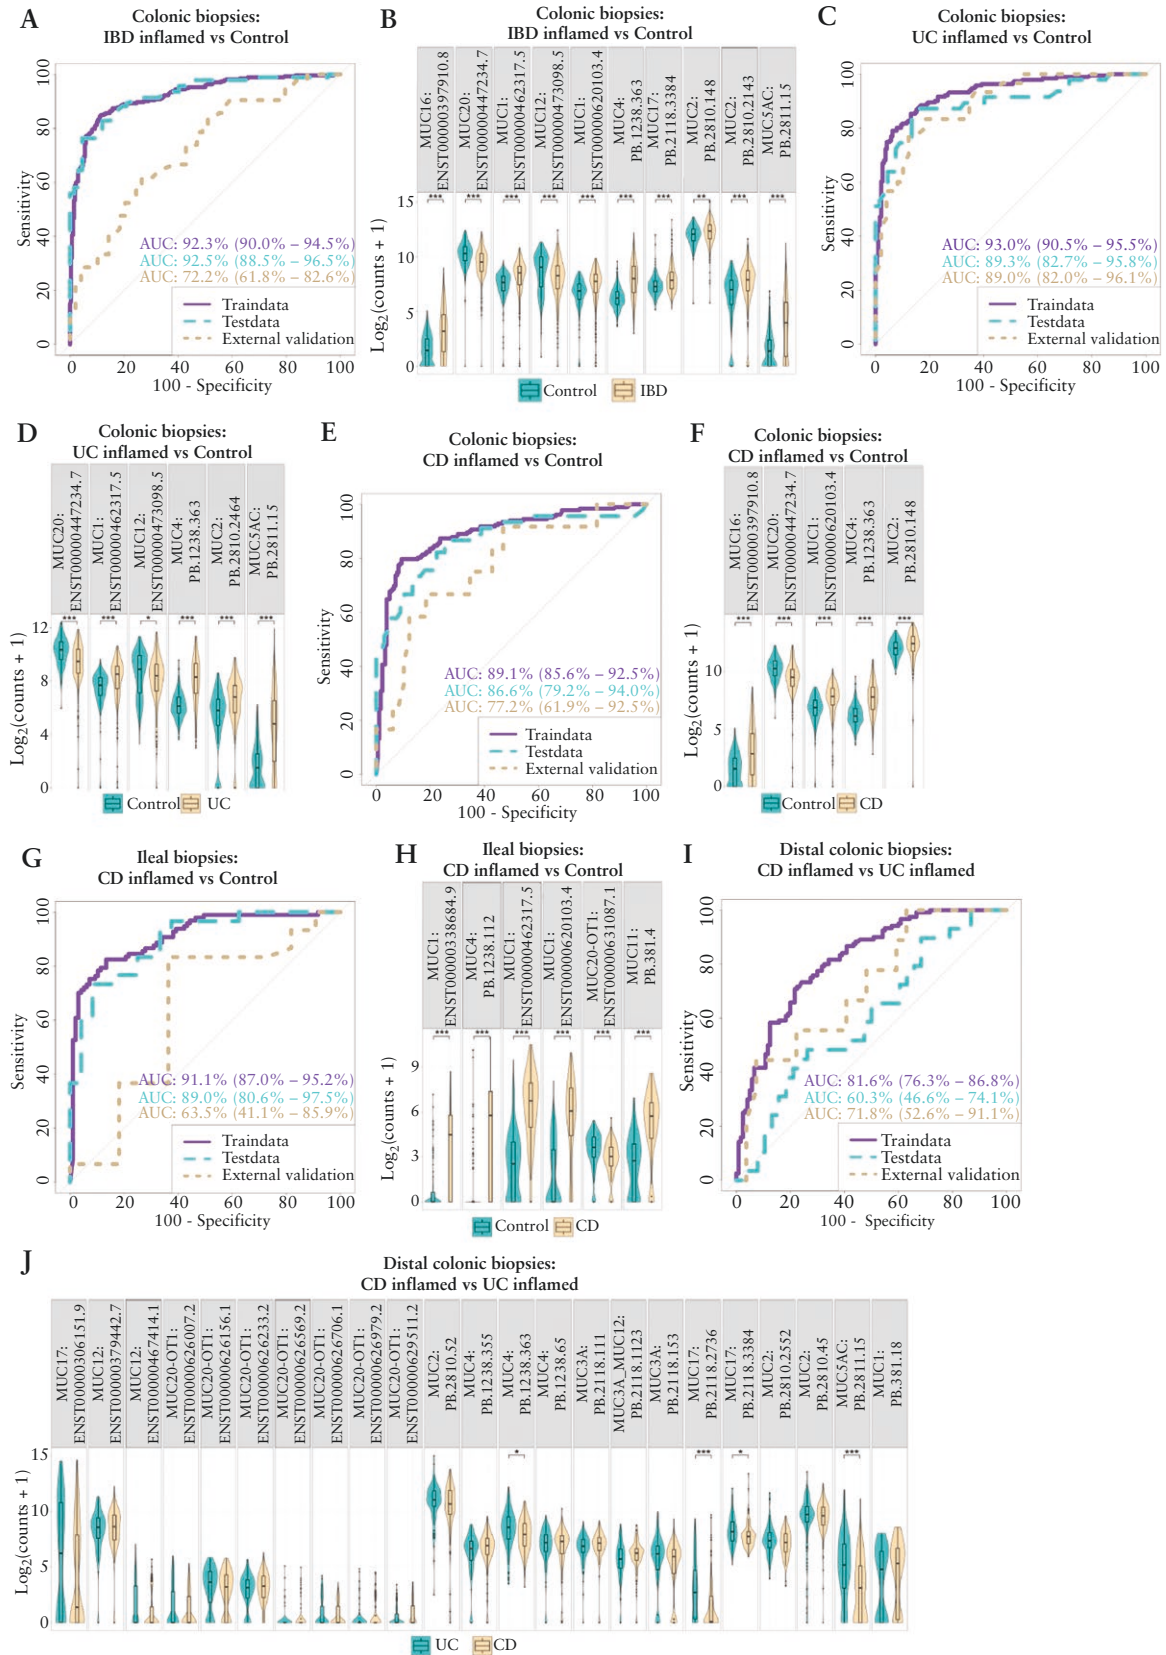 A
Colonic biopsies:
IBD inflamed vs Control
Sensitivity
100
80
60
40
20
0
AUC: 92.3% (90.0% – 94.5%)
AUC: 92.5% (88.5% – 96.5%)
AUC: 72.2% (61.8% – 82.6%)
Traindata
Testdata
External validation
0 20 40 60 80 100
100 - Specificity
B
Colonic biopsies:
IBD inflamed vs Control
MUC16:
ENST00000397910.8
MUC20:
ENST00000447234.7
MUC1:
ENST00000462317.5
MUC12:
ENST00000473098.5
MUC1:
ENST00000620103.4
MUC4:
PB.1238.363
MUC17:
PB.2118.3384
MUC2:
PB.2810.148
MUC2:
PB.2810.2143
MUC5AC:
PB.2811.15
Log2(counts + 1)
15
10
5
0
*** *** *** *** *** *** *** ** *** ***
Control IBD
C
Colonic biopsies:
UC inflamed vs Control
Sensitivity
100
80
60
40
20
0
AUC: 93.0% (90.5% – 95.5%)
AUC: 89.3% (82.7% – 95.8%)
AUC: 89.0% (82.0% – 96.1%)
Traindata
Testdata
External validation
0 20 40 60 80 100
100 - Specificity
D
Colonic biopsies:
UC inflamed vs Control
MUC20:
ENST00000447234.7
MUC1:
ENST00000462317.5
MUC12:
ENST00000473098.5
MUC4:
PB.1238.363
MUC2:
PB.2810.2464
MUC5AC:
PB.2811.15
Log2(counts + 1)
12
8
4
0
*** *** * *** *** ***
Control UC
E
Colonic biopsies:
CD inflamed vs Control
Sensitivity
100
80
60
40
20
0
AUC: 89.1% (85.6% – 92.5%)
AUC: 86.6% (79.2% – 94.0%)
AUC: 77.2% (61.9% – 92.5%)
Traindata
Testdata
External validation
0 20 40 60 80 100
100 - Specificity
F
Colonic biopsies:
CD inflamed vs Control
MUC16:
ENST00000397910.8
MUC20:
ENST00000447234.7
MUC1:
ENST00000620103.4
MUC4:
PB.1238.363
MUC2:
PB.2810.148
Log2(counts + 1)
10
5
0
*** *** *** *** ***
Control CD
G
Ileal biopsies:
CD inflamed vs Control
Sensitivity
100
80
60
40
20
0
AUC: 91.1% (87.0% – 95.2%)
AUC: 89.0% (80.6% – 97.5%)
AUC: 63.5% (41.1% – 85.9%)
Traindata
Testdata
External validation
0 20 40 60 80 100
100 - Specificity
H
Ileal biopsies:
CD inflamed vs Control
MUC1:
ENST00000338684.9
MUC4:
PB.1238.112
MUC1:
ENST00000462317.5
MUC1:
ENST00000620103.4
MUC20-OT1:
ENST00000631087.1
MUC11:
PB.381.4
Log2(counts + 1)
9
6
3
0
*** *** *** *** *** ***
Control CD
I
Distal colonic biopsies:
CD inflamed vs UC inflamed
Sensitivity
100
80
60
40
20
0
AUC: 81.6% (76.3% – 86.8%)
AUC: 60.3% (46.6% – 74.1%)
AUC: 71.8% (52.6% – 91.1%)
Traindata
Testdata
External validation
0 20 40 60 80 100
100 - Specificity
J
Distal colonic biopsies:
CD inflamed vs UC inflamed
MUC17:
ENST00000306151.9
MUC12:
ENST00000379442.7
MUC12:
ENST00000467414.1
MUC20-OT1:
ENST00000626007.2
MUC20-OT1:
ENST00000626156.1
MUC20-OT1:
ENST00000626233.2
MUC20-OT1:
ENST00000626569.2
MUC20-OT1:
ENST00000626706.1
MUC20-OT1:
ENST00000626979.2
MUC20-OT1:
ENST00000629511.2
MUC2:
PB.2810.52
MUC4:
PB.1238.355
MUC4:
PB.1238.363
MUC4:
PB.1238.65
MUC3A:
PB.2118.111
MUC3A_MUC12:
PB.2118.1123
MUC3A:
PB.2118.153
MUC17:
PB.2118.2736
MUC17:
PB.2118.3384
MUC2:
PB.2810.2552
MUC2:
PB.2810.45
MUC5AC:
PB.2811.15
MUC1:
PB.381.18
Log2(counts + 1)
15
10
5
0
* *** * ***
UC CD